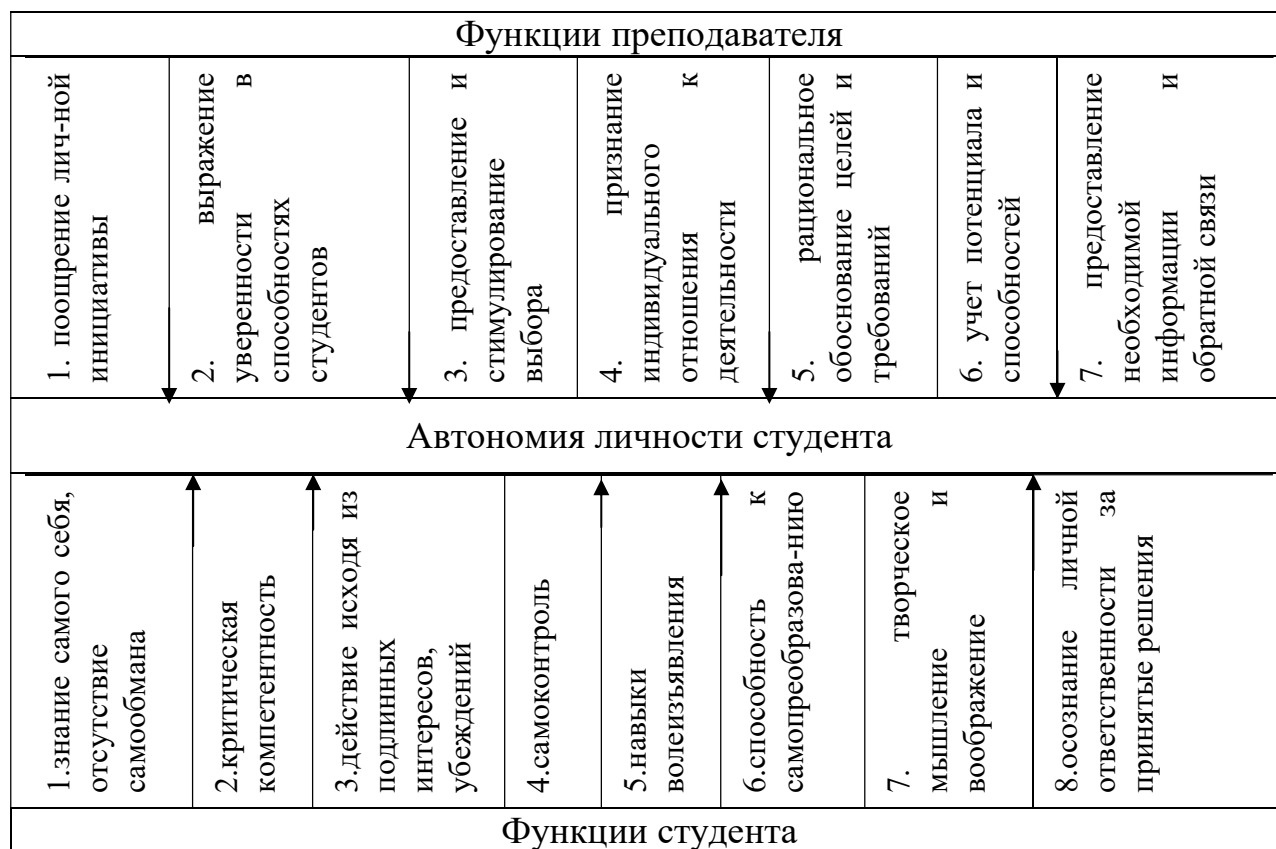 Функции преподавателя
1. поощрение лич-ной
инициативы
2. выражение в
уверенности
способностях
студентов
3. предоставление и
стимулирование
выбора
4. признание
индивидуального
отношения к
деятельности
5. рациональное
обоснование целей и
требований
6. учет потенциала и
способностей
7. предоставление
необходимой
информации и
обратной связи
Автономия личности студента
1.знание самого себя,
отсутствие
самообмана
2.критическая
компетентность
3.действие исходя из
подлинных
интересов,
убеждений
4.самоконтроль
5.навыки
волеизъявления
6.способность к
самопреобразова-нию
7. творческое
мышление и
воображение
8.осознание личной
ответственности за
принятые решения
Функции студента